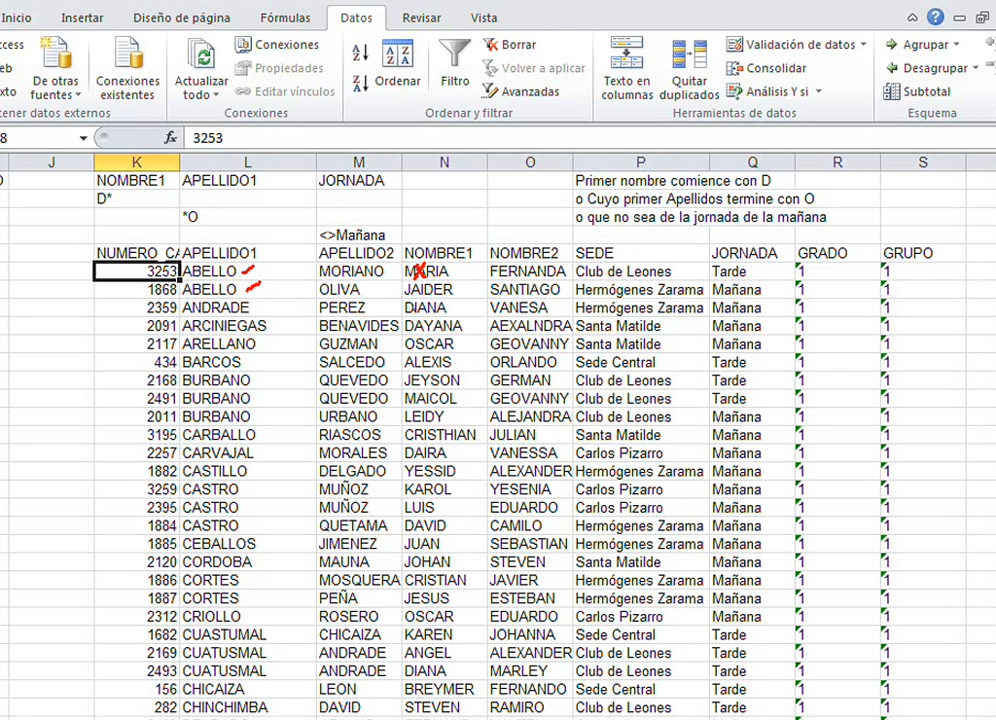 Inicio Insertar Diseño de página Fórmulas Datos Revisar Vista
ccess
eb
xto
De otras fuentes
Conexiones existentes
Actualizar todo
Conexiones
Propiedades
Editar vínculos
Ordenar
Filtro
Borrar
Volver a aplicar
Avanzadas
Texto en columnas
Quitar duplicados
Validación de datos
Consolidar
Análisis Y si
Agrupar
Desagrupar
Subtotal
tener datos externos Conexiones Ordenar y filtrar Herramientas de datos Esquema
8 fx 3253
J K L M N O P Q R S
O NOMBRE1 APELLIDO1 JORNADA Primer nombre comience con D
D* o Cuyo primer Apellidos termine con O
*O o que no sea de la jornada de la mañana
<>Mañana
NUMERO_CA APELLIDO1 APELLIDO2 NOMBRE1 NOMBRE2 SEDE JORNADA GRADO GRUPO
3253 ABELLO MORIANO MARIA FERNANDA Club de Leones Tarde 1 1
1868 ABELLO OLIVA JAIDER SANTIAGO Hermógenes Zarama Mañana 1 1
2359 ANDRADE PEREZ DIANA VANESA Hermógenes Zarama Mañana 1 1
2091 ARCINIEGAS BENAVIDES DAYANA AEXALNDRA Santa Matilde Mañana 1 1
2117 ARELLANO GUZMAN OSCAR GEOVANNY Santa Matilde Mañana 1 1
434 BARCOS SALCEDO ALEXIS ORLANDO Sede Central Tarde 1 1
2168 BURBANO QUEVEDO JEYSON GERMAN Club de Leones Tarde 1 1
2491 BURBANO QUEVEDO MAICOL GEOVANNY Club de Leones Tarde 1 1
2011 BURBANO URBANO LEIDY ALEJANDRA Club de Leones Mañana 1 1
3195 CARBALLO RIASCOS CRISTHIAN JULIAN Santa Matilde Mañana 1 1
2257 CARVAJAL MORALES DAIRA VANESSA Carlos Pizarro Mañana 1 1
1882 CASTILLO DELGADO YESSID ALEXANDER Hermógenes Zarama Mañana 1 1
3259 CASTRO MUÑOZ KAROL YESENIA Carlos Pizarro Mañana 1 1
2395 CASTRO MUÑOZ LUIS EDUARDO Carlos Pizarro Mañana 1 1
1884 CASTRO QUETAMA DAVID CAMILO Hermógenes Zarama Mañana 1 1
1885 CEBALLOS JIMENEZ JUAN SEBASTIAN Hermógenes Zarama Mañana 1 1
2120 CORDOBA MAUNA JOHAN STEVEN Santa Matilde Mañana 1 1
1886 CORTES MOSQUERA CRISTIAN JAVIER Hermógenes Zarama Mañana 1 1
1887 CORTES PEÑA JESUS ESTEBAN Hermógenes Zarama Mañana 1 1
2312 CRIOLLO ROSERO OSCAR EDUARDO Carlos Pizarro Mañana 1 1
1682 CUASTUMAL CHICAIZA KAREN JOHANNA Sede Central Tarde 1 1
2169 CUATUSMAL ANDRADE ANGEL ALEXANDER Club de Leones Tarde 1 1
2493 CUATUSMAL ANDRADE DIANA MARLEY Club de Leones Tarde 1 1
156 CHICAIZA LEON BREYMER FERNANDO Sede Central Tarde 1 1
282 CHINCHIMBA DAVID STEVEN RAMIRO Club de Leones Tarde 1 1